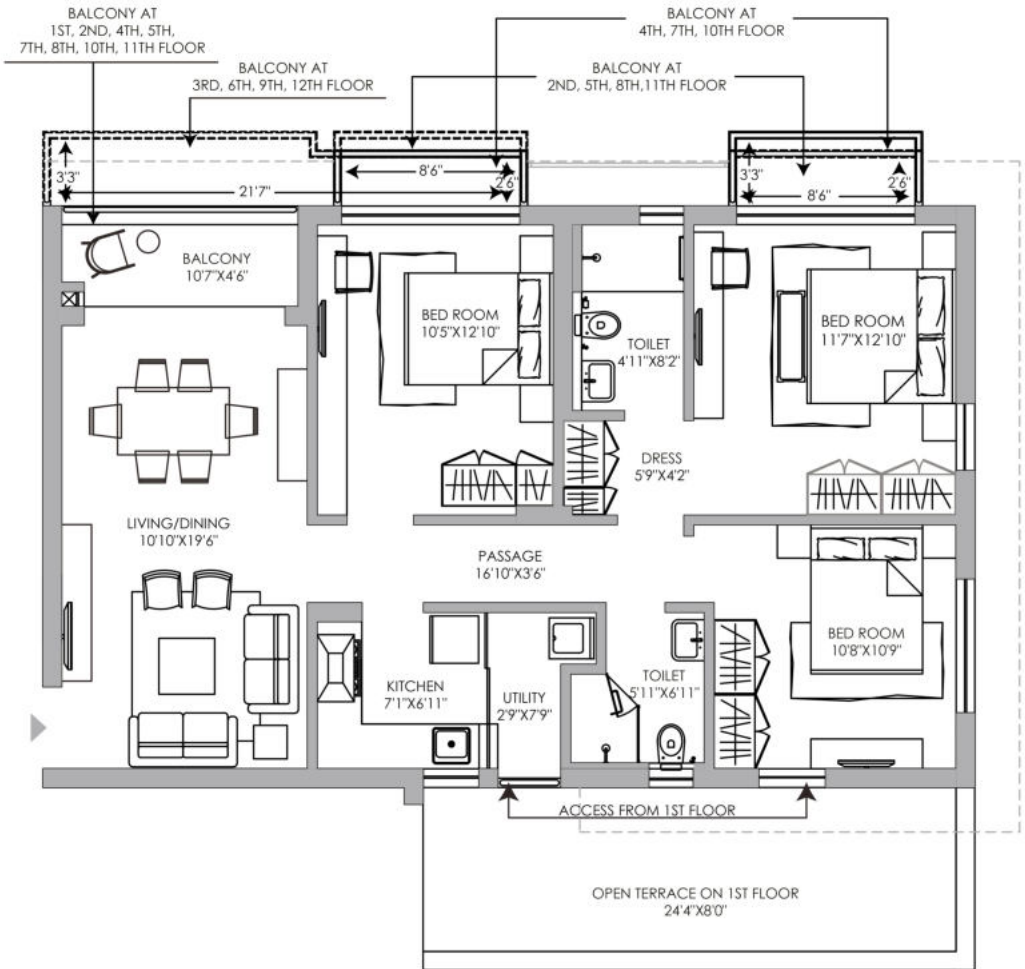 BALCONY AT
1ST, 2ND, 4TH, 5TH,
7TH, 8TH, 10TH, 11TH FLOOR
BALCONY AT
3RD, 6TH, 9TH, 12TH FLOOR
BALCONY AT
4TH, 7TH, 10TH FLOOR
BALCONY AT
2ND, 5TH, 8TH,11TH FLOOR
3'3"
21'7"
8'6"
2'6"
3'3"
8'6"
2'6"
BALCONY
10'7"X4'6"
BED ROOM
10'5"X12'10"
TOILET
4'11"X8'2"
BED ROOM
11'7"X12'10"
DRESS
5'9"X4'2"
LIVING/DINING
10'10"X19'6"
PASSAGE
16'10"X3'6"
KITCHEN
7'1"X6'11"
UTILITY
2'9"X7'9"
TOILET
5'11"X6'11"
BED ROOM
10'8"X10'9"
ACCESS FROM 1ST FLOOR
OPEN TERRACE ON 1ST FLOOR
24'4"X8'0"